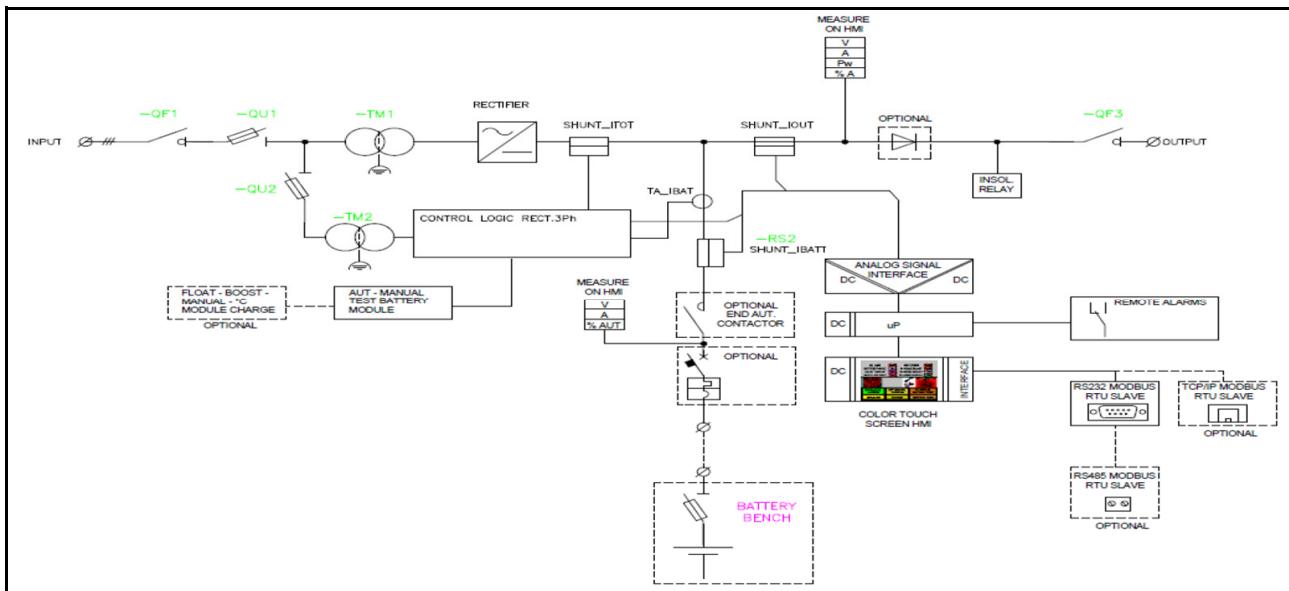 MEASURE
ON HMI
V
A
Pw
% A
-QF1
-QU1
-TM1
RECTIFIER
SHUNT_ITOT
SHUNT_IOUT
OPTIONAL
-QF3
INPUT
OUTPUT
INSOL.
RELAY
-QU2
-TM2
CONTROL LOGIC RECT.3Ph
TA_IBAT
-RS2
SHUNT_IBATT
ANALOG SIGNAL
INTERFACE
DC
DC
FLOAT - BOOST -
MANUAL - °C
MODULE CHARGE
OPTIONAL
AUT - MANUAL
TEST BATTERY
MODULE
MEASURE
ON HMI
V
A
% AUT
OPTIONAL
END AUT.
CONTACTOR
OPTIONAL
DC
uP
REMOTE ALARMS
DC
INTERFACE
COLOR TOUCH
SCREEN HMI
RS232 MODBUS
RTU SLAVE
TCP/IP MODBUS
RTU SLAVE
OPTIONAL
RS485 MODBUS
RTU SLAVE
OPTIONAL
BATTERY
BENCH